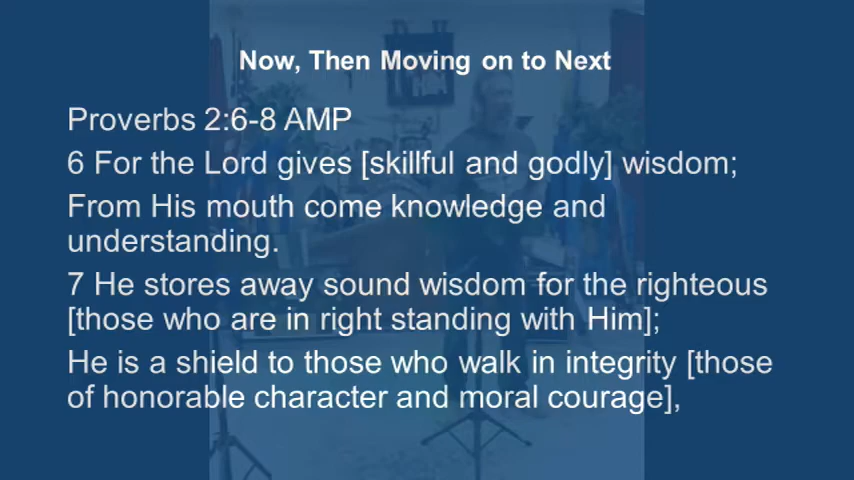 Now, Then Moving on to Next
Proverbs 2:6-8 AMP
6 For the Lord gives [skillful and godly] wisdom;
From His mouth come knowledge and
understanding.
7 He stores away sound wisdom for the righteous
[those who are in right standing with Him];
He is a shield to those who walk in integrity [those
of honorable character and moral courage],